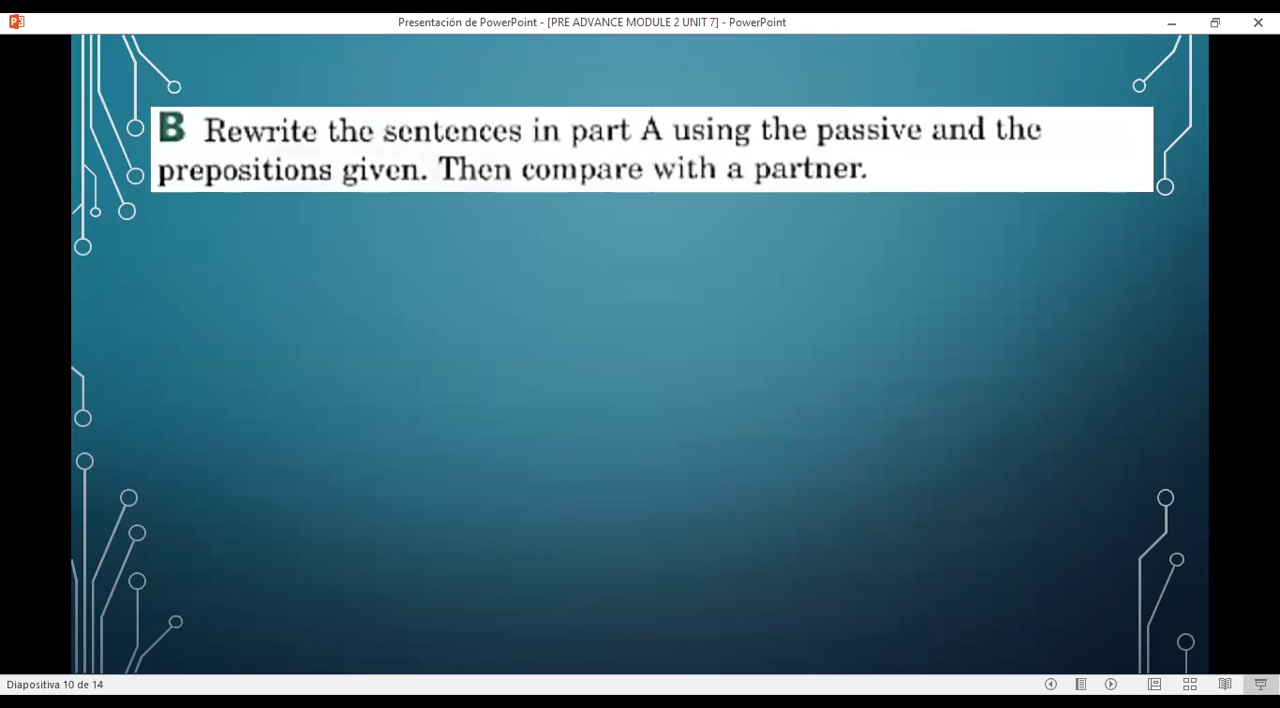 Presentación de PowerPoint - [PRE ADVANCE MODULE 2 UNIT 7] - PowerPoint
B Rewrite the sentences in part A using the passive and the
prepositions given. Then compare with a partner.
Diapositiva 10 de 14